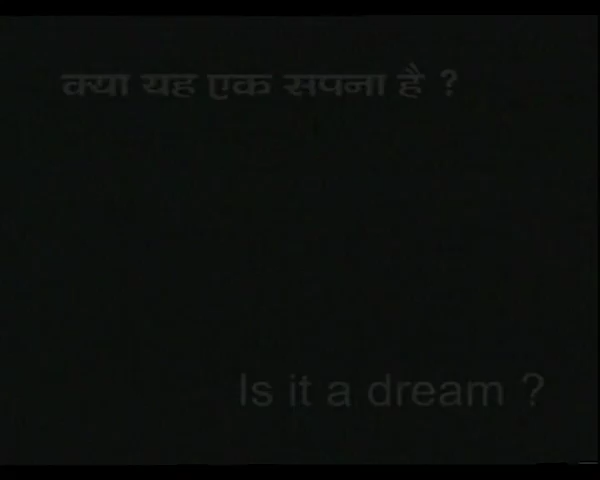 क्या यह एक सपना है ?
Is it a dream ?